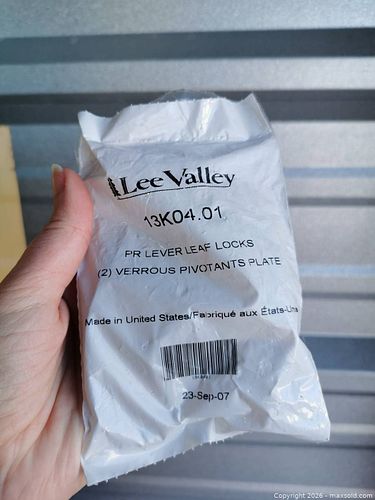 Lee Valley
13K04.01
PR LEVER LEAF LOCKS
(2) VERROUS PIVOTANTS PLATE
Made in United States/Fabriqué aux États-Unis
23-Sep-07
Copyright 2026 - maxsold.com